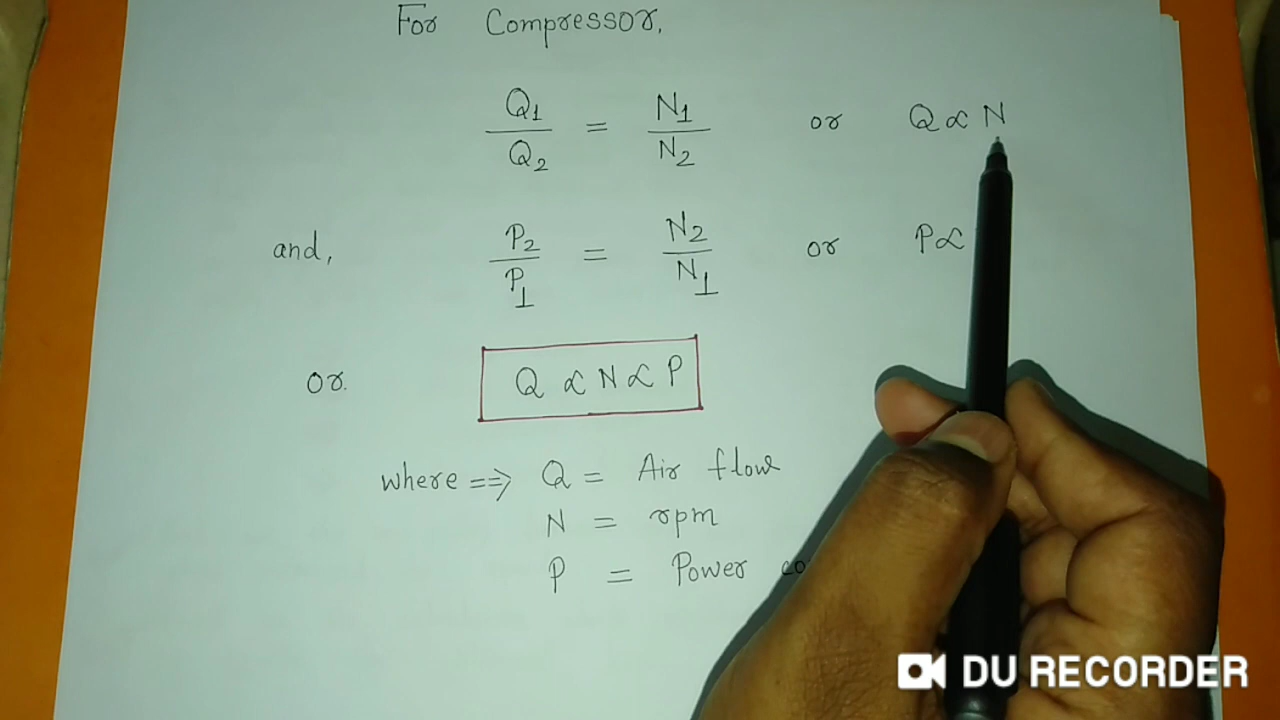 For Compressor,
Q1/Q2 = N1/N2 or Q ∝ N
and, P2/P1 = N2/N1 or P ∝
or Q ∝ N ∝ P
where ==> Q = Air flow
N = rpm
P = Power
DU RECORDER